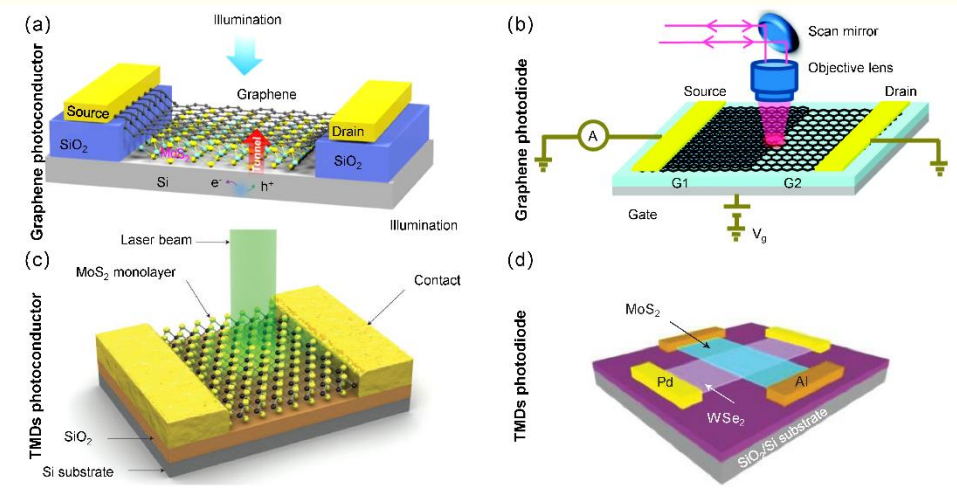 (a)
Illumination
Graphene photoconductor
Graphene
Source
Drain
SiO₂
MoS₂
Tunnel
SiO₂
Si
e⁻
h⁺
(b)
Scan mirror
Objective lens
Graphene photodiode
Source
Drain
A
G1
G2
Gate
Vg
Illumination
(c)
Laser beam
MoS₂ monolayer
Contact
TMDs photoconductor
SiO₂
Si substrate
(d)
TMDs photodiode
MoS₂
Pd
Al
WSe₂
SiO₂/Si substrate